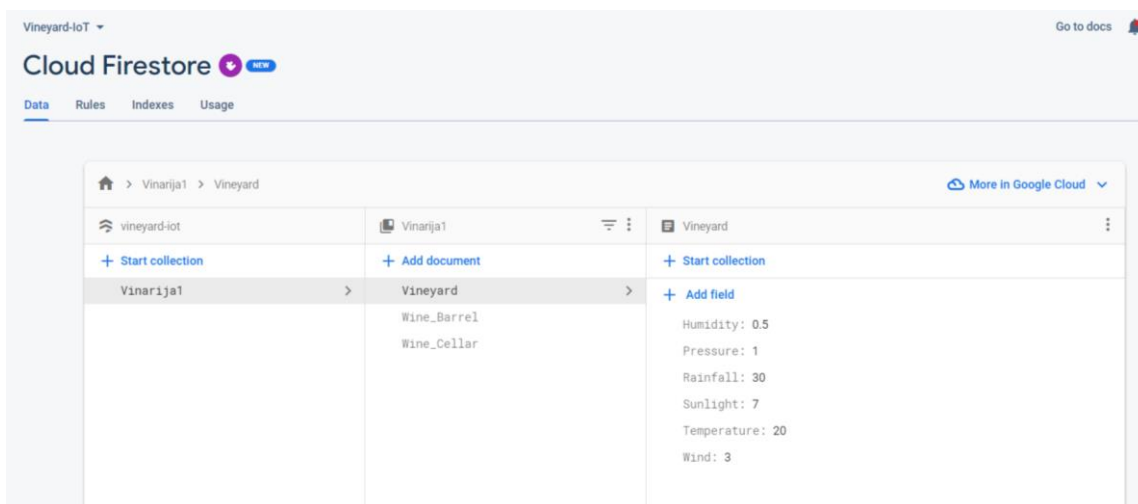 Vineyard-IoT
Go to docs
Cloud Firestore NEW
Data Rules Indexes Usage
Vinarija1 > Vineyard
More in Google Cloud
vineyard-iot
Vinarija1
Vineyard
+ Start collection
+ Add document
+ Start collection
Vinarija1 >
Vineyard >
+ Add field
Wine_Barrel
Wine_Cellar
Humidity: 0.5
Pressure: 1
Rainfall: 30
Sunlight: 7
Temperature: 20
Wind: 3